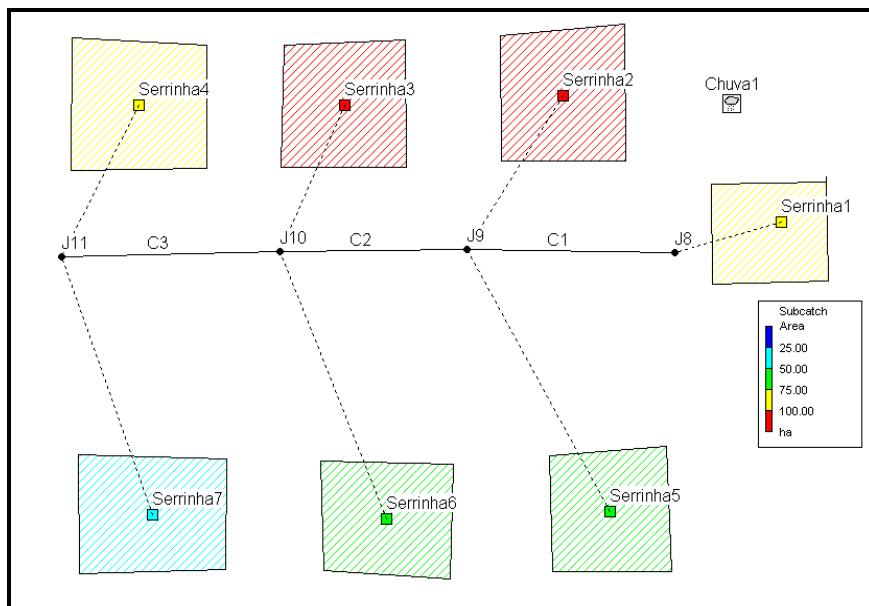 Serrinha4
Serrinha3
Serrinha2
Chuva1
Serrinha1
J11
C3
J10
C2
J9
C1
J8
Subcatch
Area
25.00
50.00
75.00
100.00
ha
Serrinha7
Serrinha6
Serrinha5